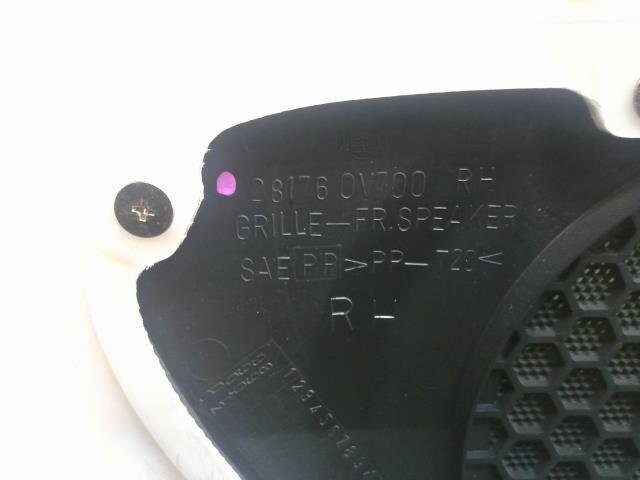 28176 0V700 RH
GRILLE-FR.SPEAKER
SAE PP >PP-T20<
RH